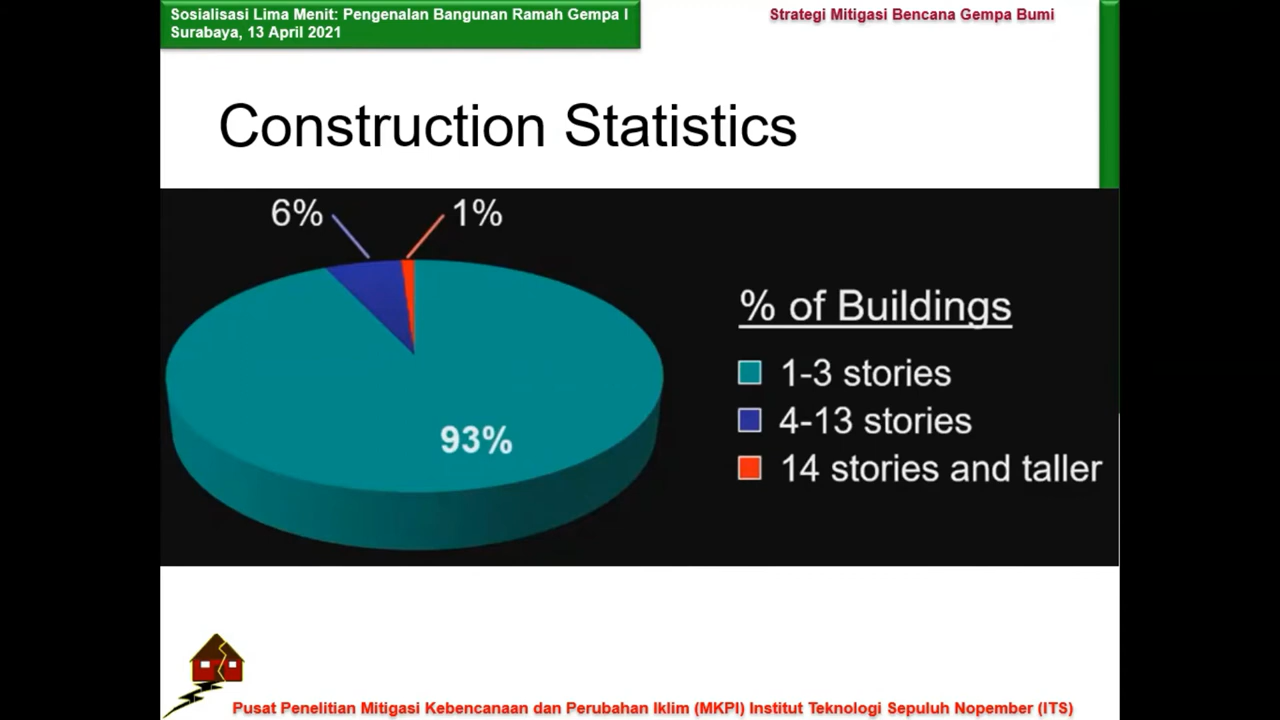 Sosialisasi Lima Menit: Pengenalan Bangunan Ramah Gempa I
Surabaya, 13 April 2021
Strategi Mitigasi Bencana Gempa Bumi
Construction Statistics
6%
1%
93%
% of Buildings
1-3 stories
4-13 stories
14 stories and taller
Pusat Penelitian Mitigasi Kebencanaan dan Perubahan Iklim (MKPI) Institut Teknologi Sepuluh Nopember (ITS)